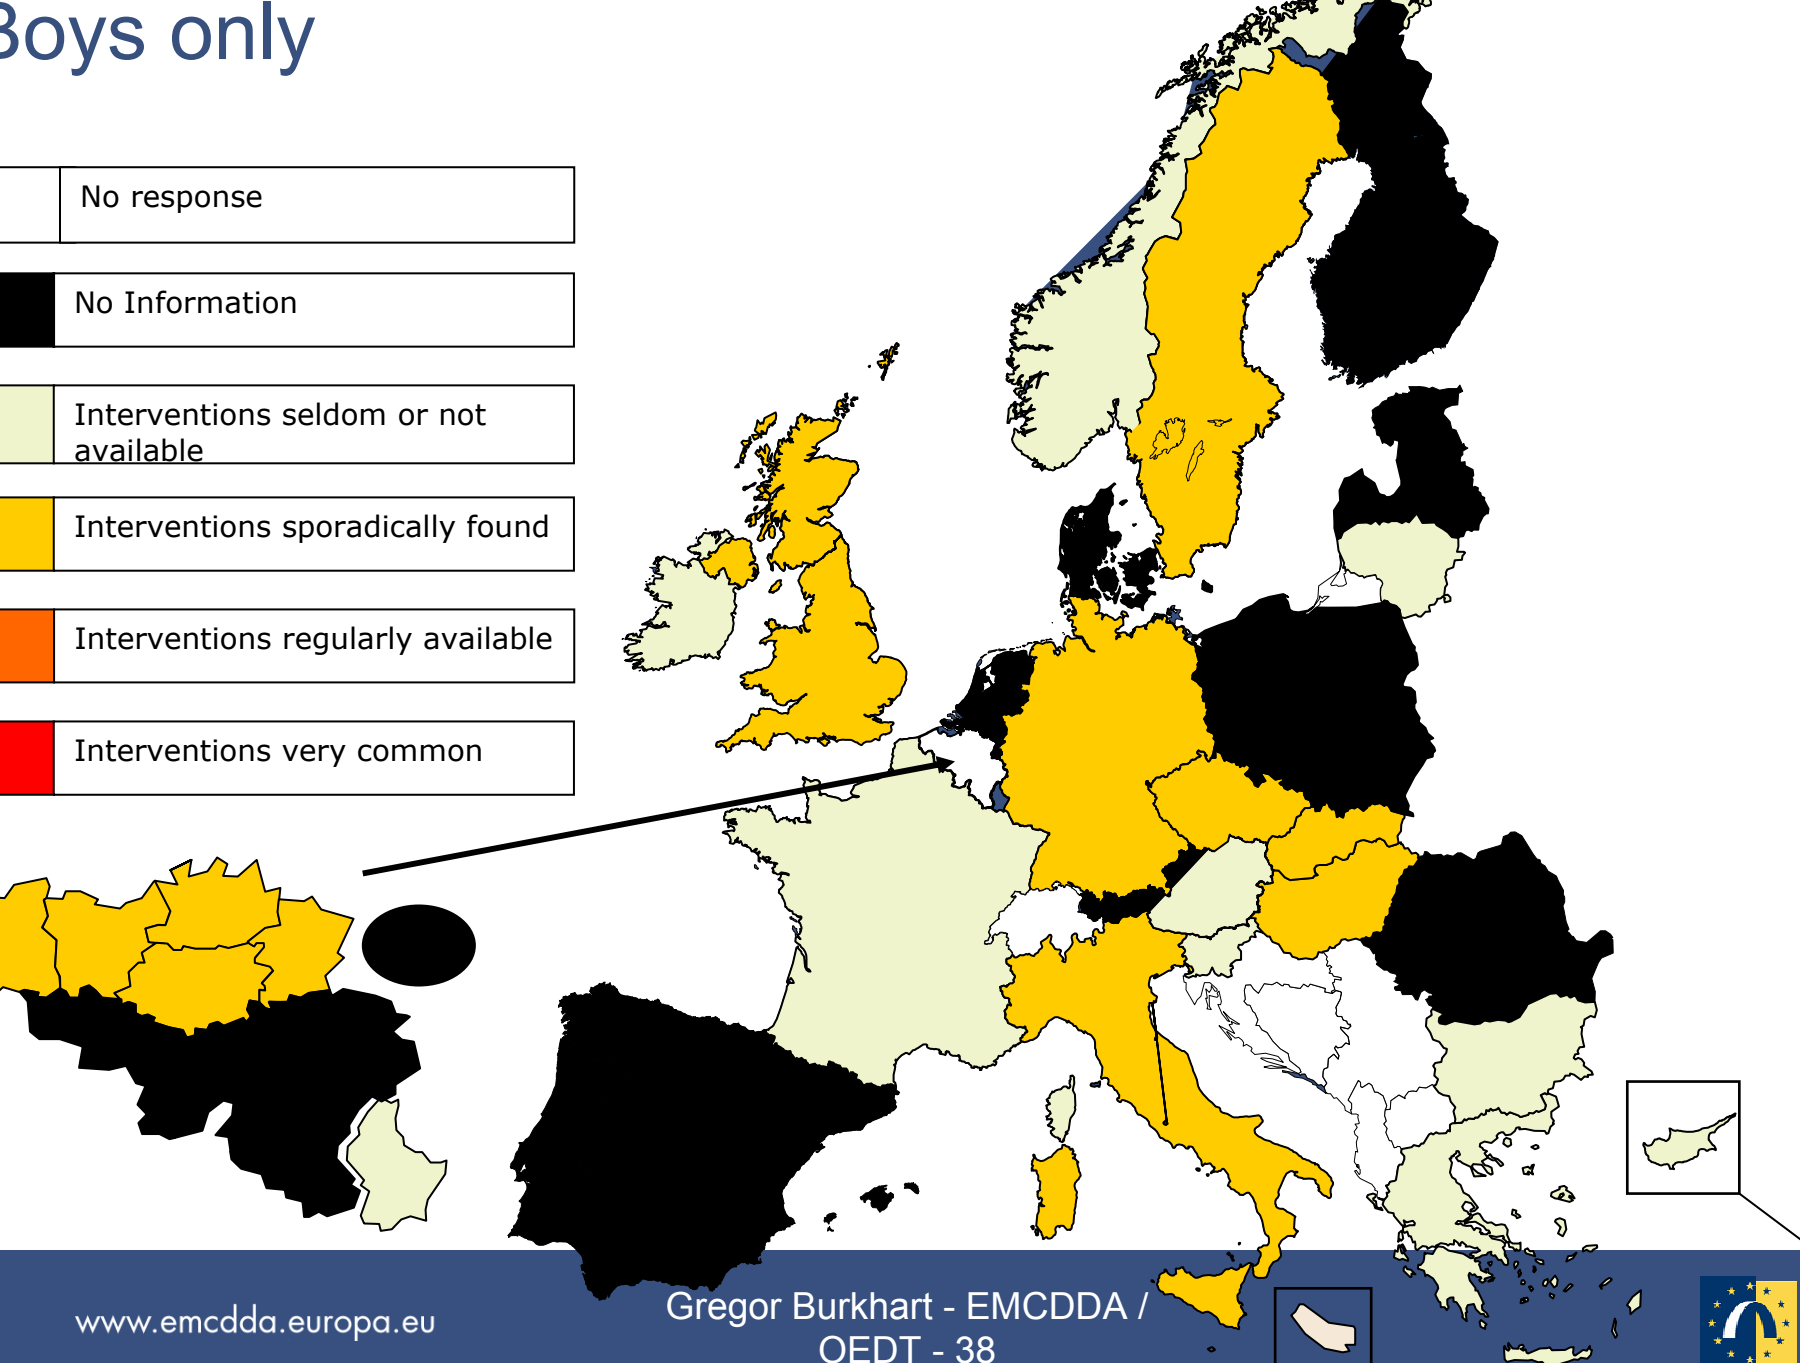 Boys only
No response
No Information
Interventions seldom or not
available
Interventions sporadically found
Interventions regularly available
Interventions very common
www.emcdda.europa.eu
Gregor Burkhart - EMCDDA /
OEDT - 38